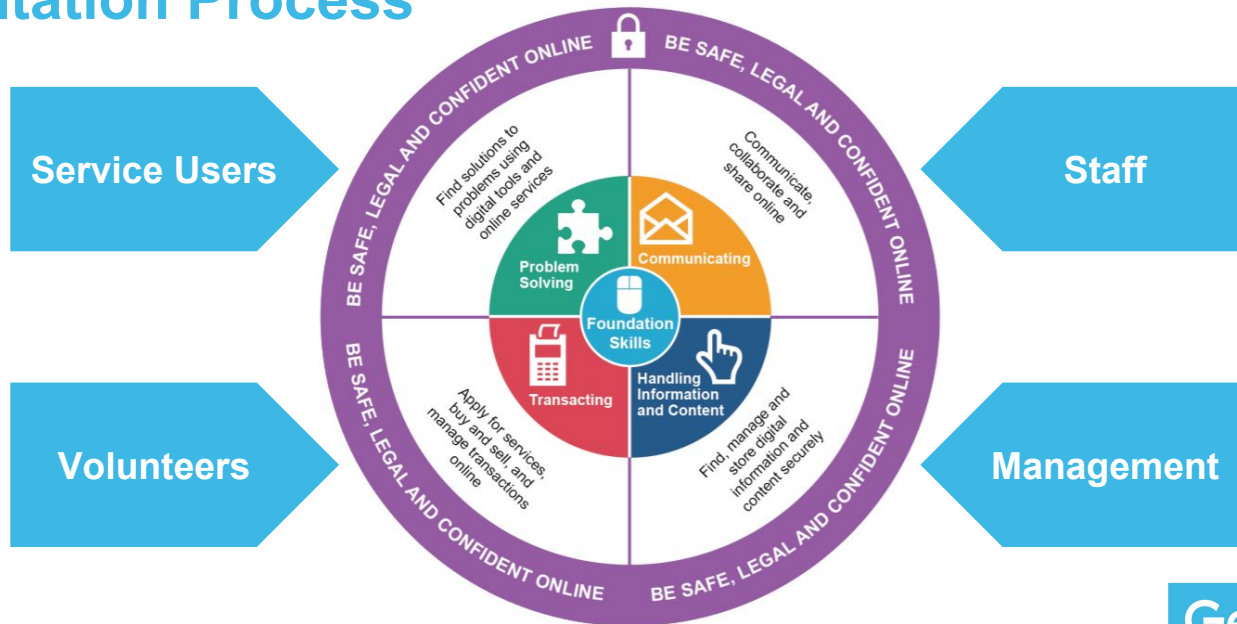 Process
BE SAFE, LEGAL AND CONFIDENT ONLINE
BE SAFE, LEGAL AND CONFIDENT ONLINE
Service Users
Staff
Find solutions to
problems using
digital tools and
online services
Communicate,
collaborate and
share online
Problem
Solving
Communicating
Foundation
Skills
Transacting
Handling
Information
and Content
Apply for services,
buy and sell, and
manage transactions
online
Find, manage and
store digital
information and
content securely
Volunteers
Management
BE SAFE, LEGAL AND CONFIDENT ONLINE
BE SAFE, LEGAL AND CONFIDENT ONLINE